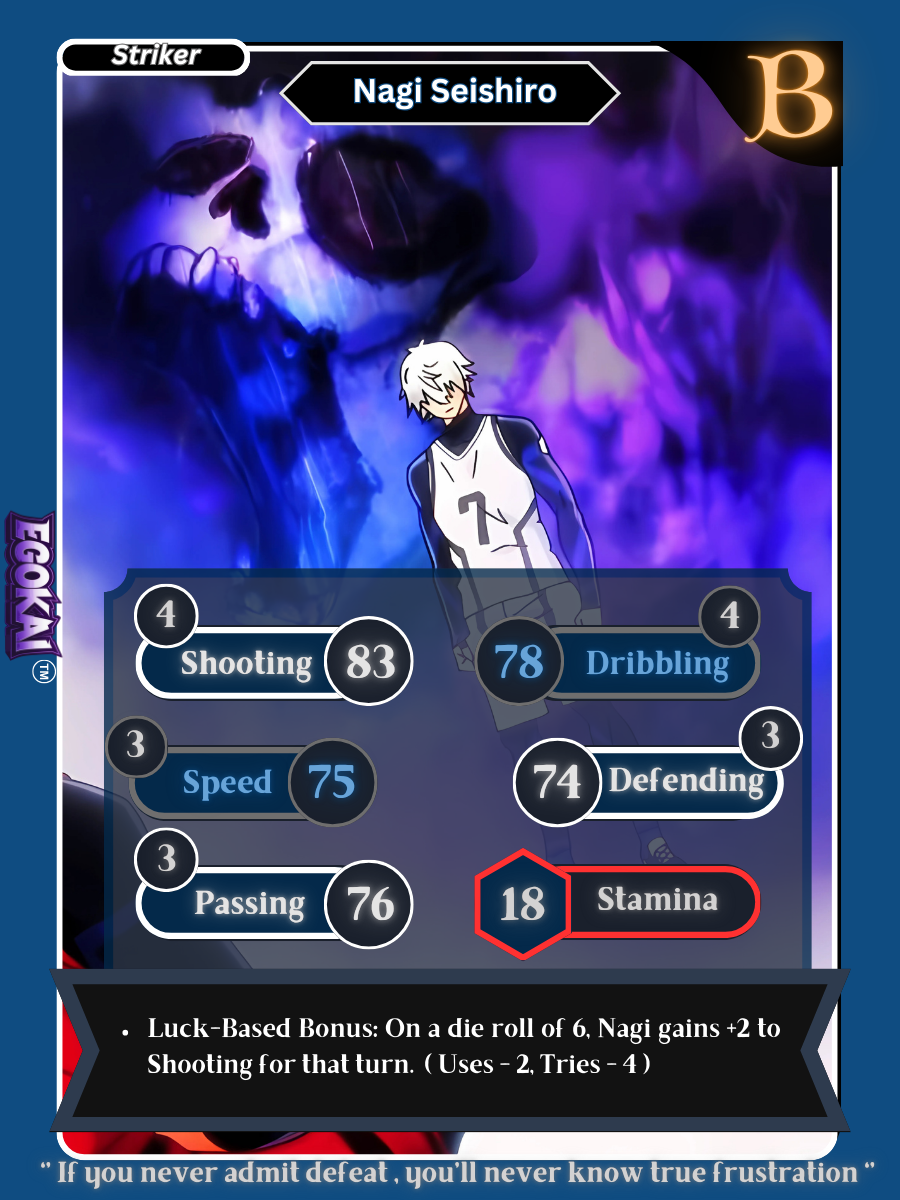 Striker
Nagi Seishiro
B
7
EGOKAI
TM
4
Shooting 83
4
78 Dribbling
3
Speed 75
3
74 Defending
3
Passing 76
18 Stamina
• Luck-Based Bonus: On a die roll of 6, Nagi gains +2 to
Shooting for that turn. ( Uses - 2, Tries - 4 )
" If you never admit defeat , you'll never know true frustration "